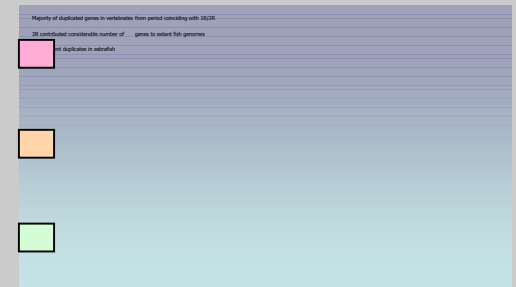 Majority of duplicated genes in vertebrates from period coinciding with 1R/2R
3R contributed considerable number of genes to extant fish genomes
nt duplicates in zebrafish